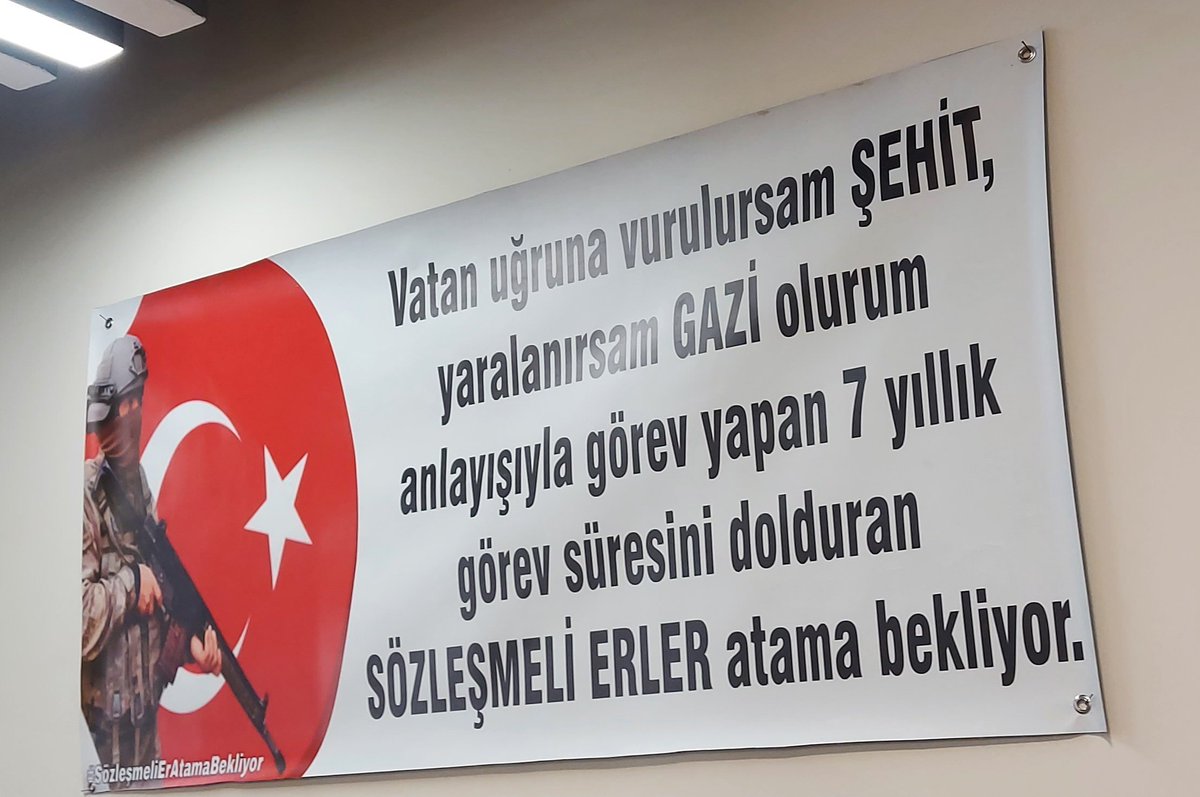 Vatan uğruna vurulursam ŞEHİT,
yaralanırsam GAZİ olurum
anlayışıyla görev yapan 7 yıllık
görev süresini dolduran
SÖZLEŞMELİ ERLER atama bekliyor.
#SözleşmeliErAtamaBekliyor